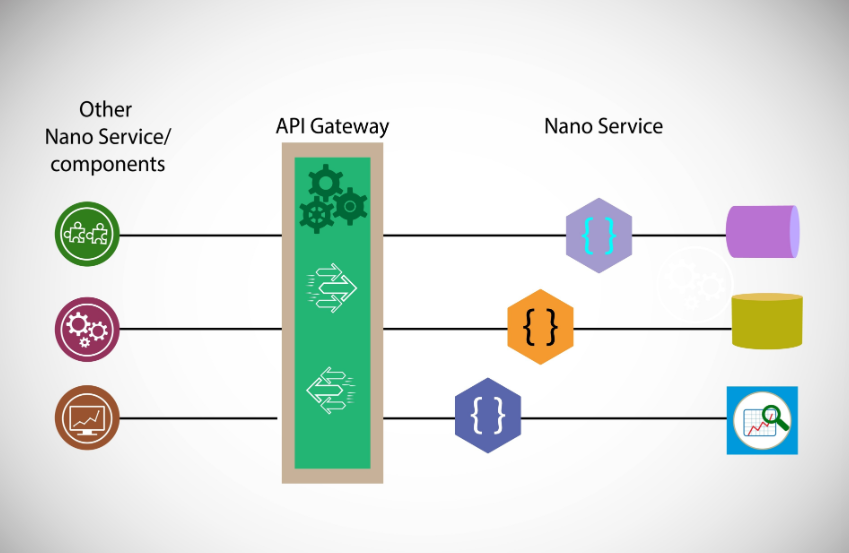 Other
Nano Service/
components
API Gateway
Nano Service
{ }
{ }
{ }